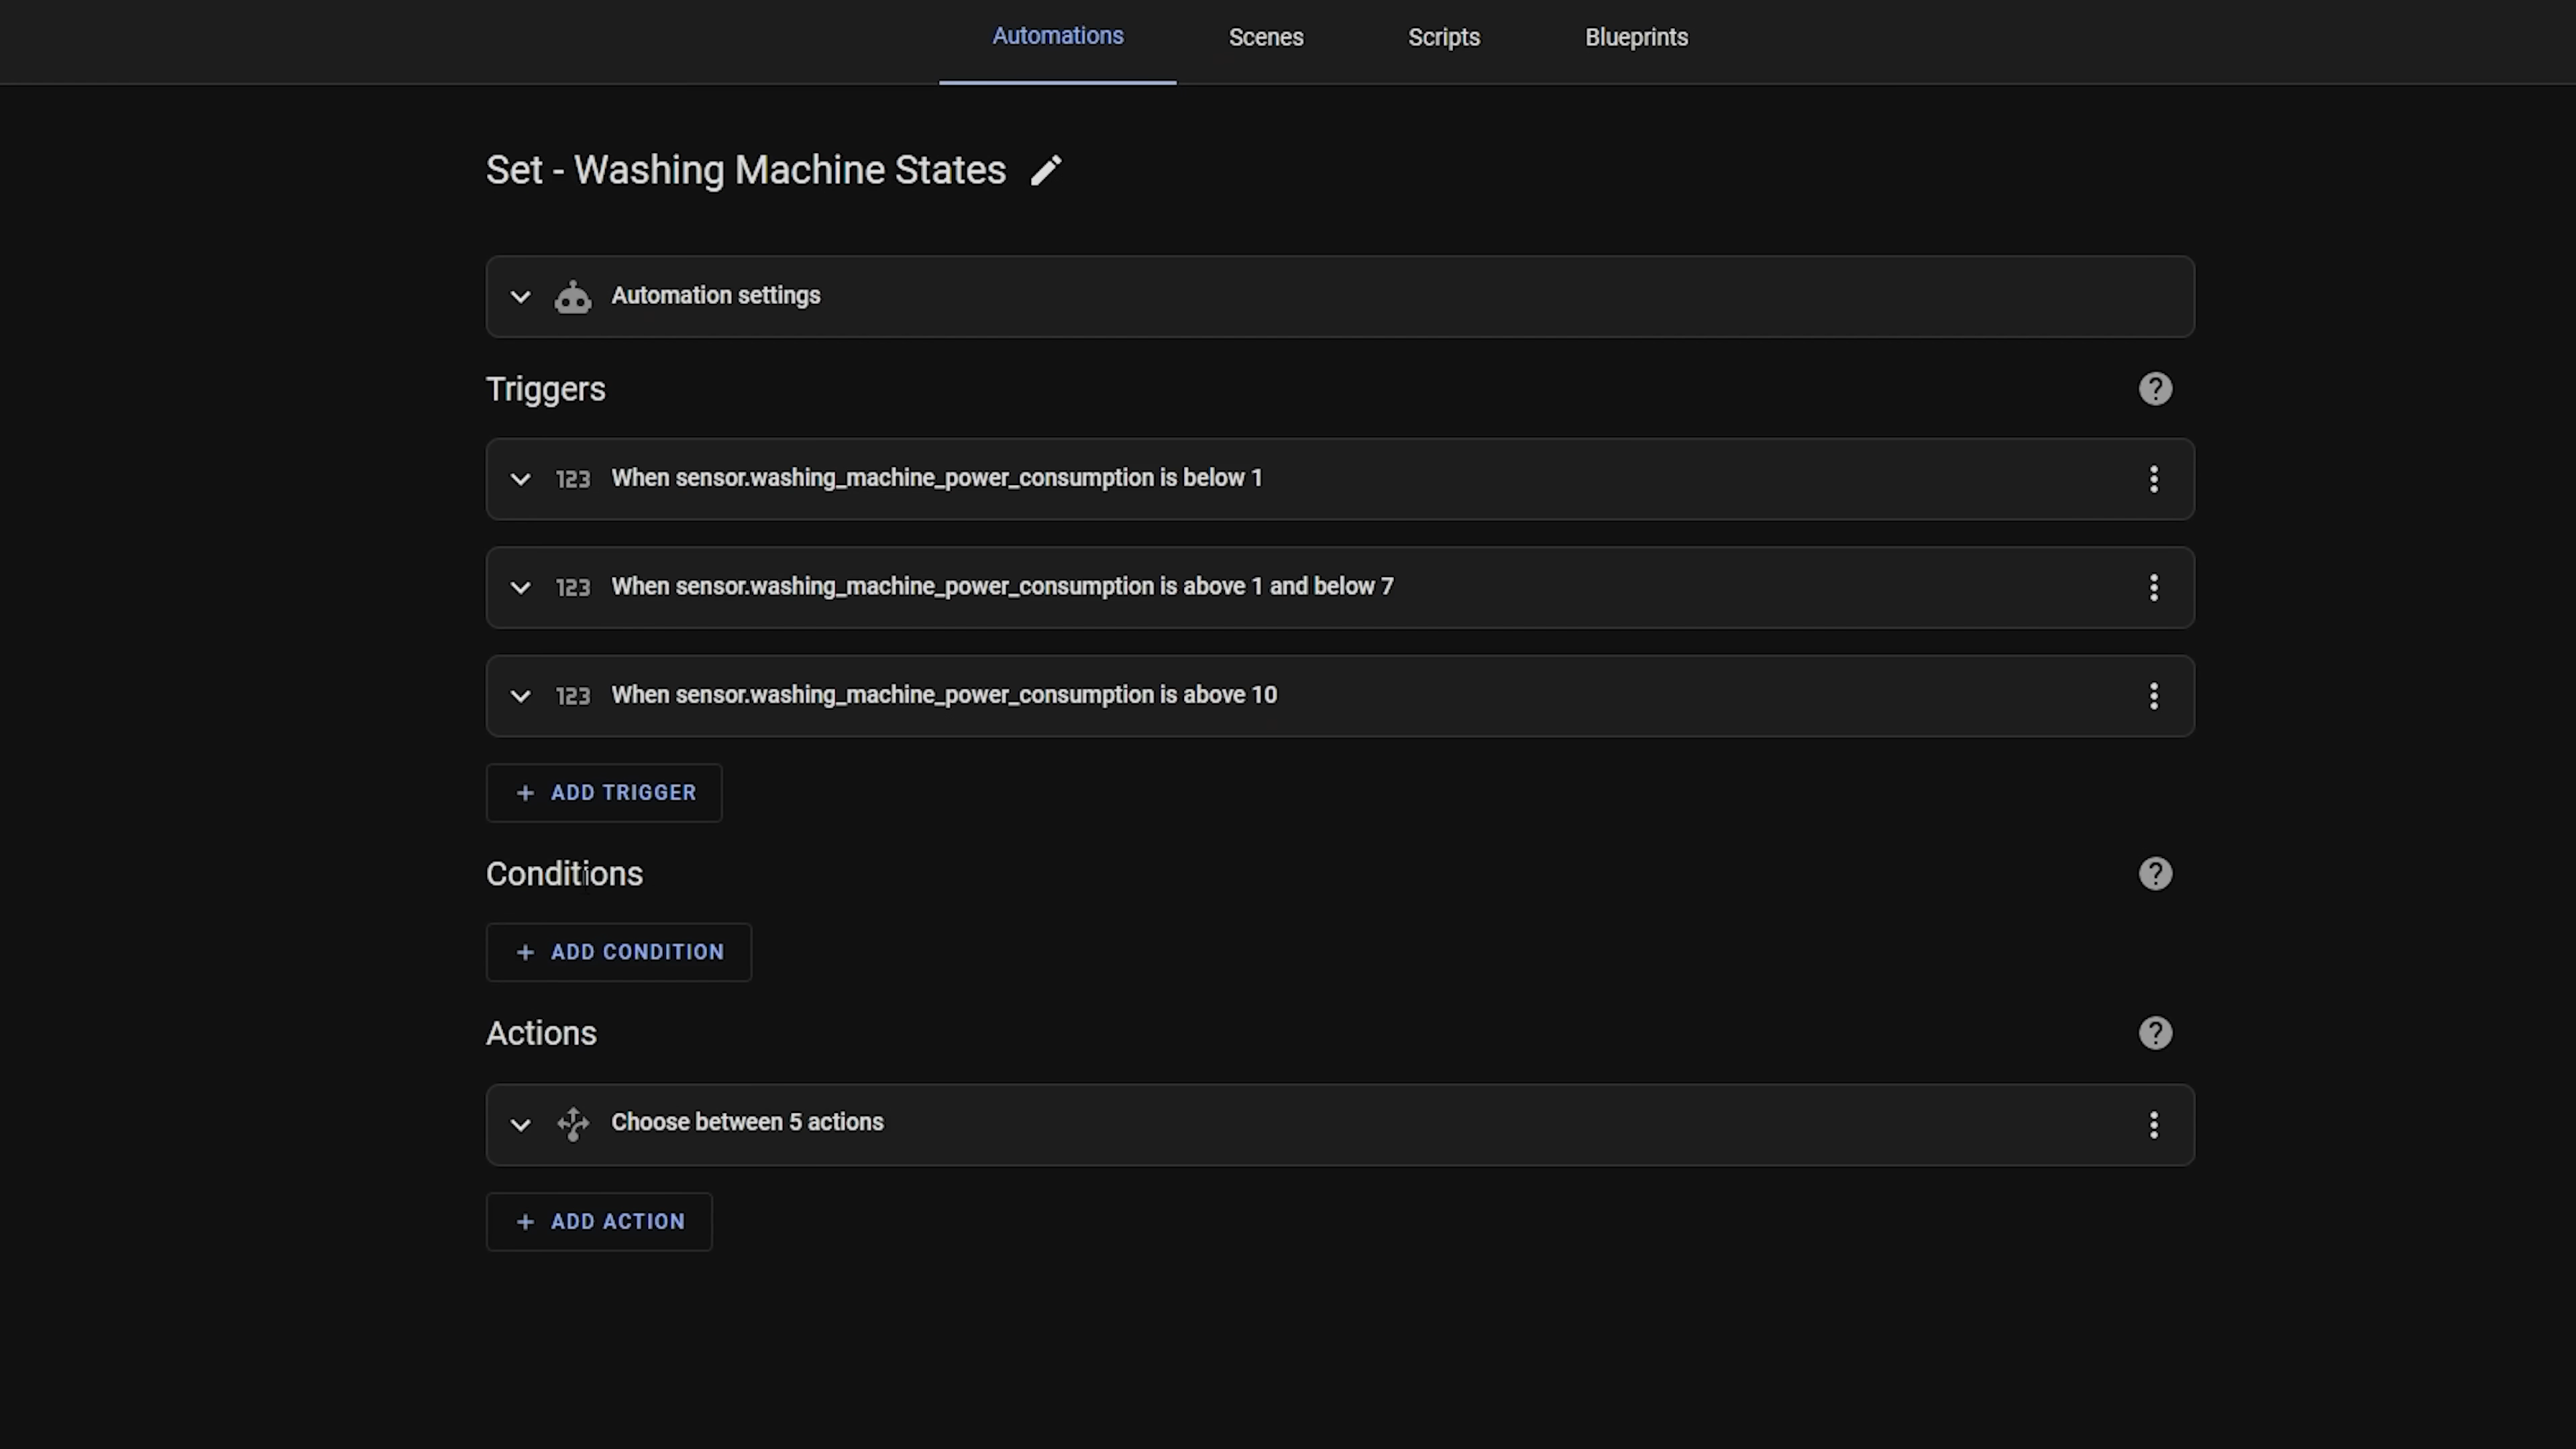 Automations Scenes Scripts Blueprints
Set - Washing Machine States
Automation settings
Triggers
?
123 When sensor.washing_machine_power_consumption is below 1
123 When sensor.washing_machine_power_consumption is above 1 and below 7
123 When sensor.washing_machine_power_consumption is above 10
+ ADD TRIGGER
Conditions
?
+ ADD CONDITION
Actions
?
Choose between 5 actions
+ ADD ACTION